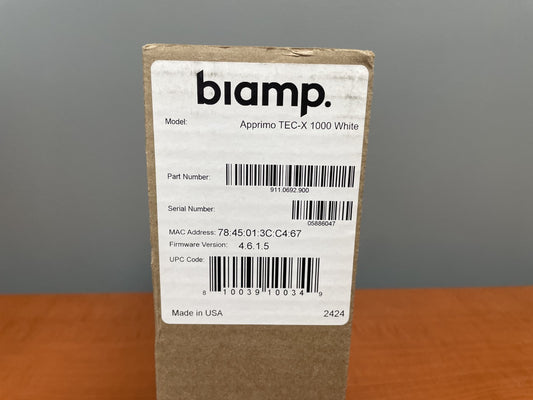 biamp.
Model: Apprimo TEC-X 1000 White
Part Number:
911.0692.900
Serial Number:
05886047
MAC Address: 78:45:01:3C:C4:67
Firmware Version: 4.6.1.5
UPC Code:
6 10039 10034 9
Made in USA 2424